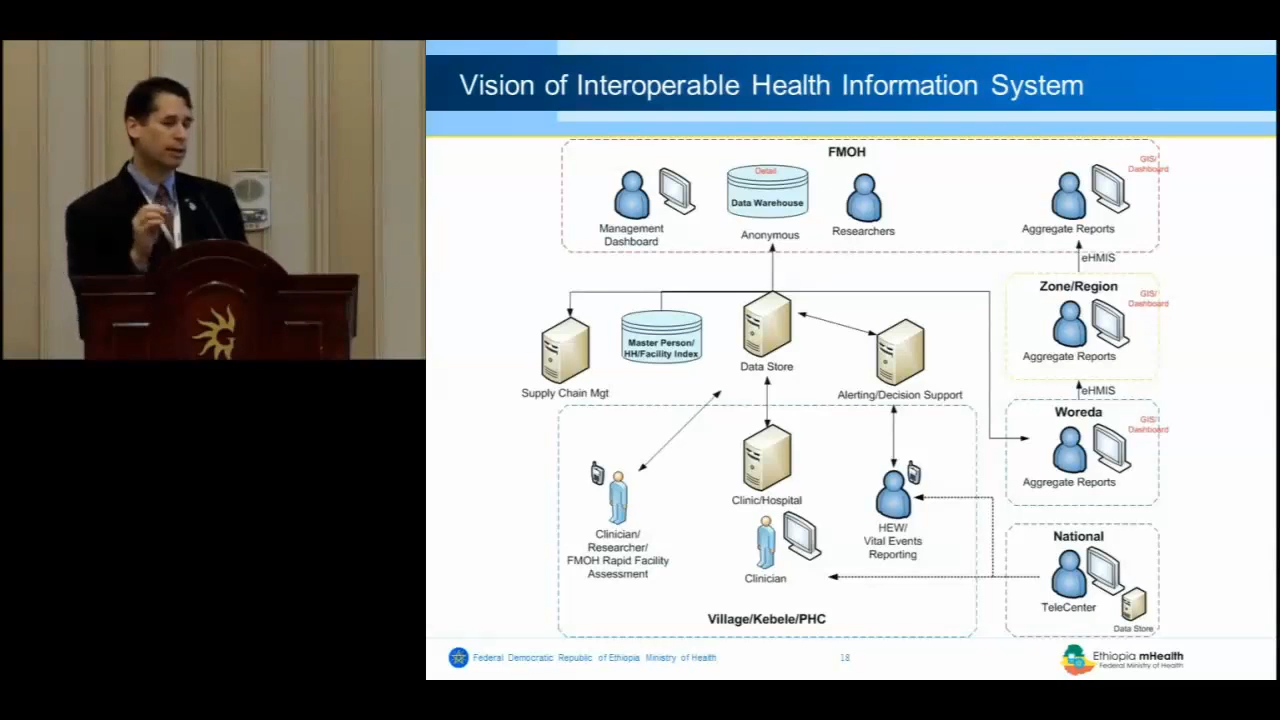 Vision of Interoperable Health Information System
FMOH
Detail
Data Warehouse
GIS/
Dashboard
Management
Dashboard
Anonymous
Researchers
Aggregate Reports
eHMIS
Zone/Region
GIS/
Dashboard
Master Person/
HH/Facility Index
Aggregate Reports
Data Store
Supply Chain Mgt
Alerting/Decision Support
eHMIS
Woreda
GIS/
Dashboard
Aggregate Reports
Clinic/Hospital
HEW/
Vital Events
Reporting
Clinician/
Researcher/
FMOH Rapid Facility
Assessment
Clinician
National
TeleCenter
Data Store
Village/Kebele/PHC
Federal Democratic Republic of Ethiopia Ministry of Health
18
Ethiopia mHealth
Federal Ministry of Health